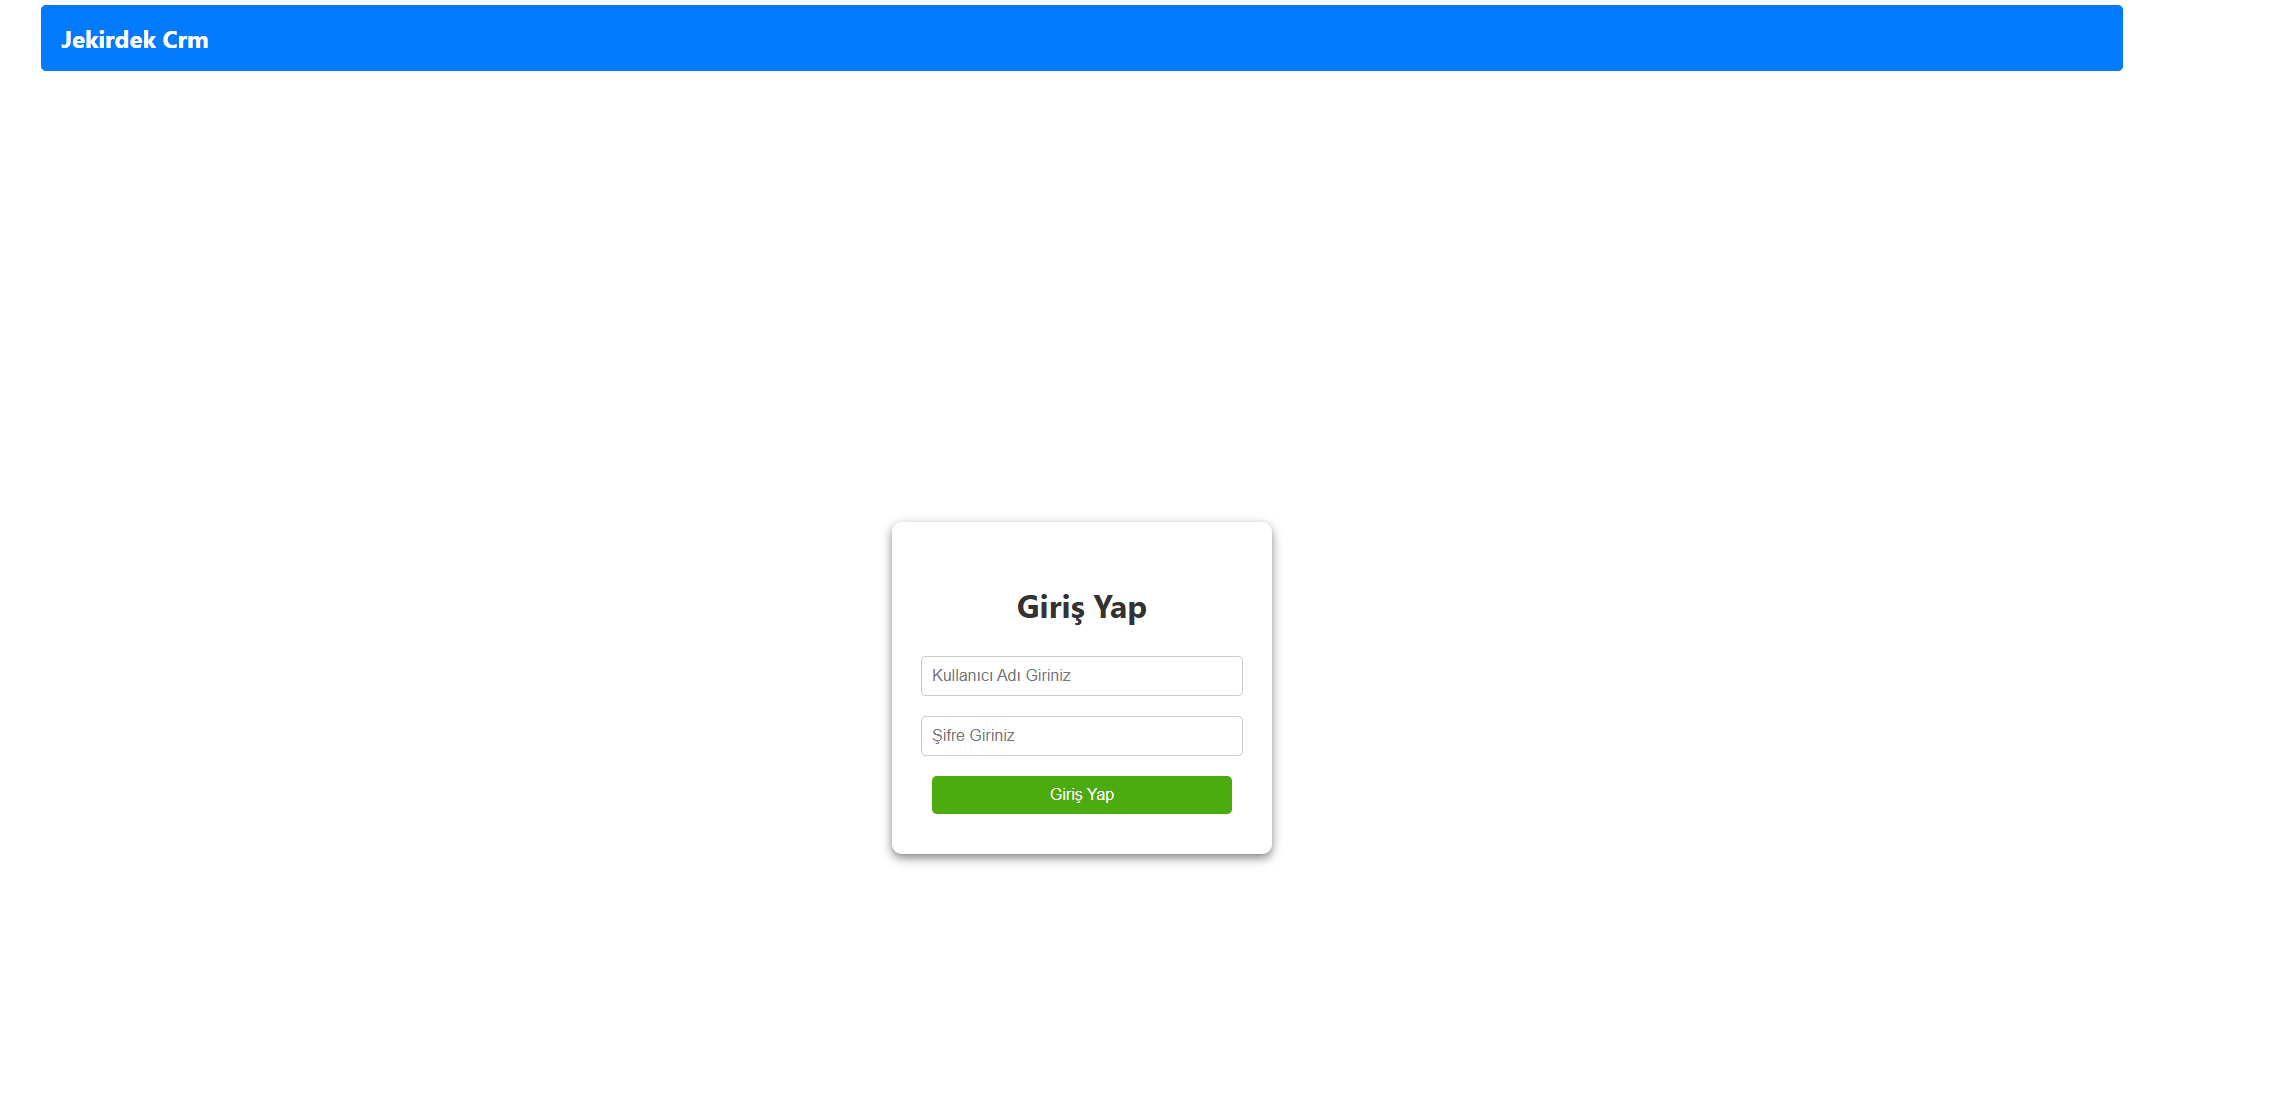 Jekirdek Crm
Giriş Yap
Kullanıcı Adı Giriniz
Şifre Giriniz
Giriş Yap